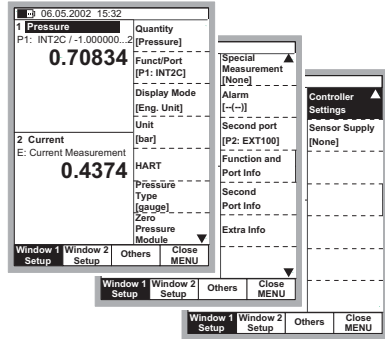 06.05.2002 15:32
1 Pressure
P1: INT2C / -1.000000...2
0.70834
2 Current
E: Current Measurement
0.4374
Quantity
[Pressure]
Funct/Port
[P1: INT2C]
Display Mode
[Eng. Unit]
Unit
[bar]
HART
Pressure
Type
[gauge]
Zero
Pressure
Module
Window 1 Setup
Window 2 Setup
Others
Close MENU
Special
Measurement
[None]
Alarm
[--(--)]
Second port
[P2: EXT100]
Function and
Port Info
Second
Port Info
Extra Info
Window 1 Setup
Window 2 Setup
Others
Close MENU
Controller
Settings
Sensor Supply
[None]
Window 1 Setup
Window 2 Setup
Others
Close MENU